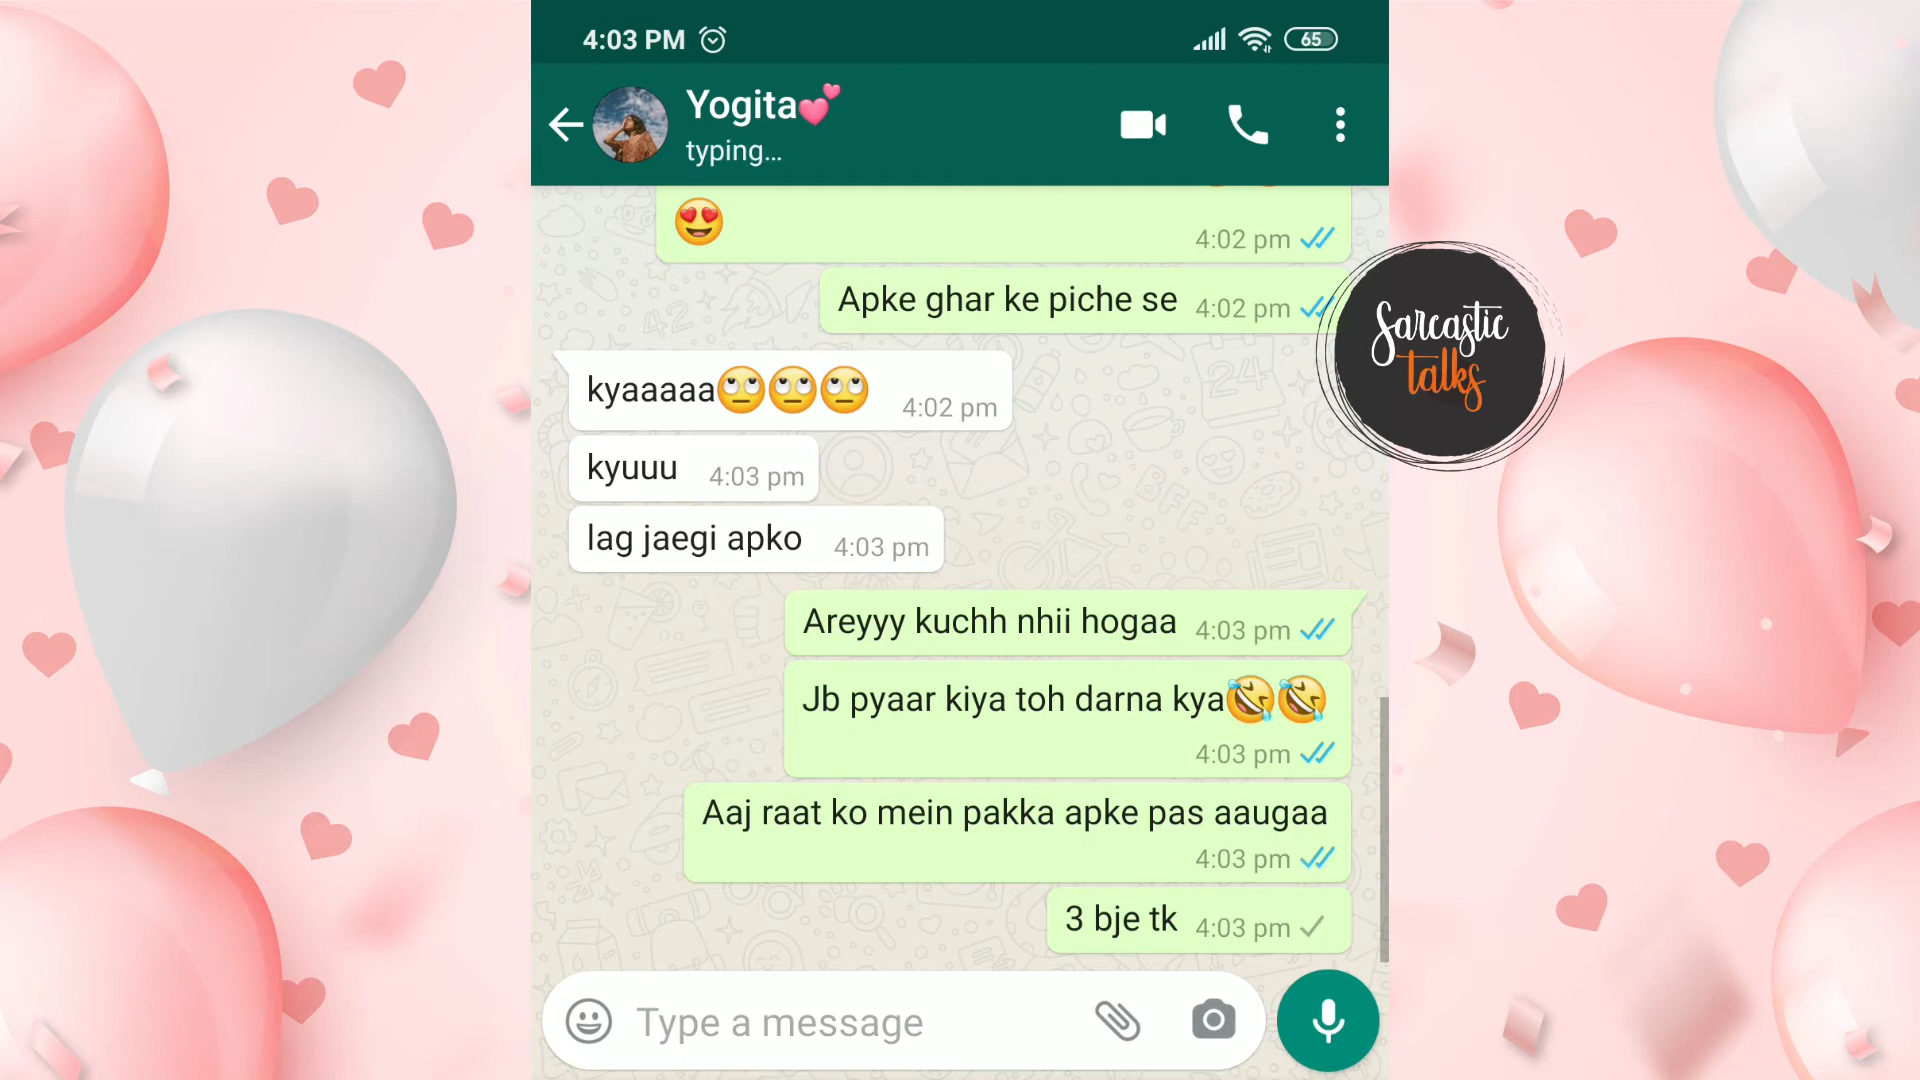 4:03 PM
65
Yogita💕
typing...
😍
4:02 pm
Apke ghar ke piche se 4:02 pm
Sarcastic
talks
kyaaaaa🙄🙄🙄 4:02 pm
kyuuu 4:03 pm
lag jaegi apko 4:03 pm
Areyyy kuchh nhii hogaa 4:03 pm
Jb pyaar kiya toh darna kya🤣🤣
4:03 pm
Aaj raat ko mein pakka apke pas aaugaa
4:03 pm
3 bje tk 4:03 pm
Type a message